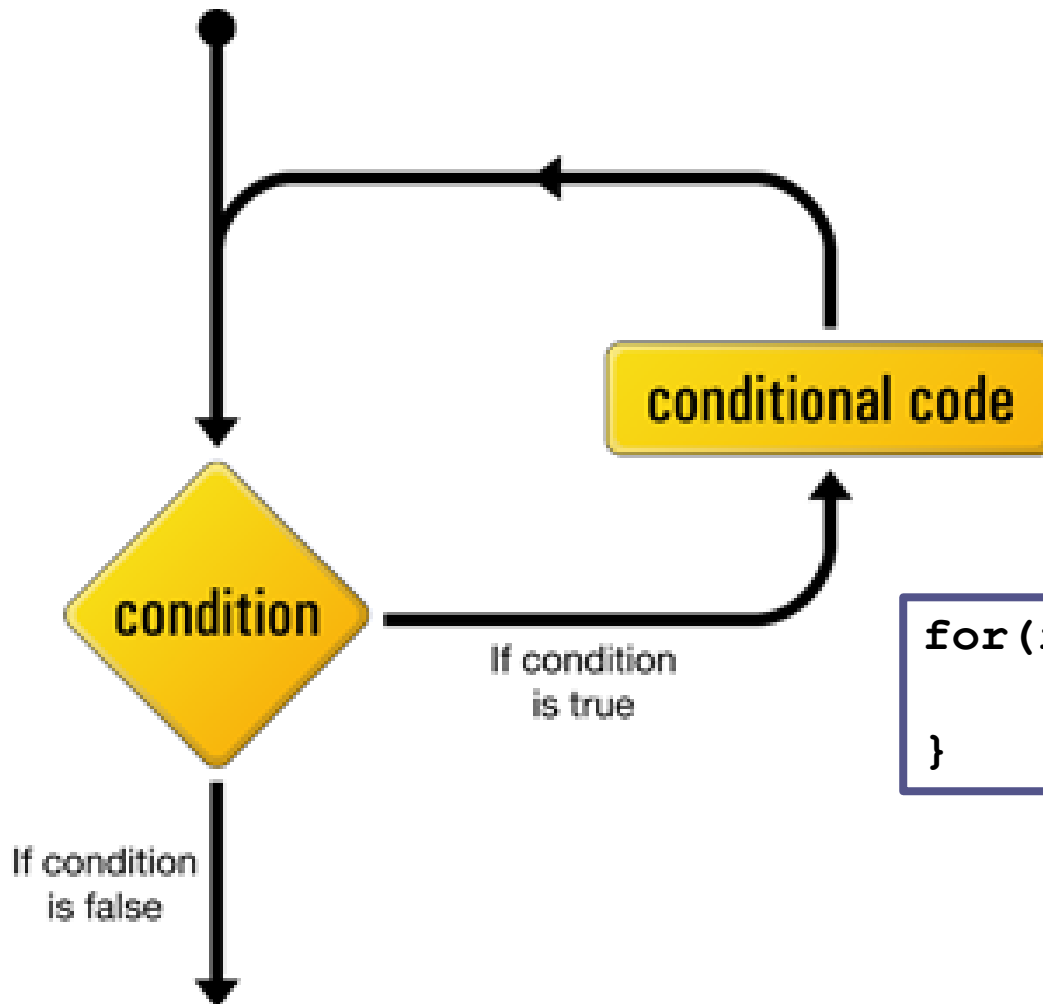 conditional code
condition
If condition
is true
for(
}
If condition
is false